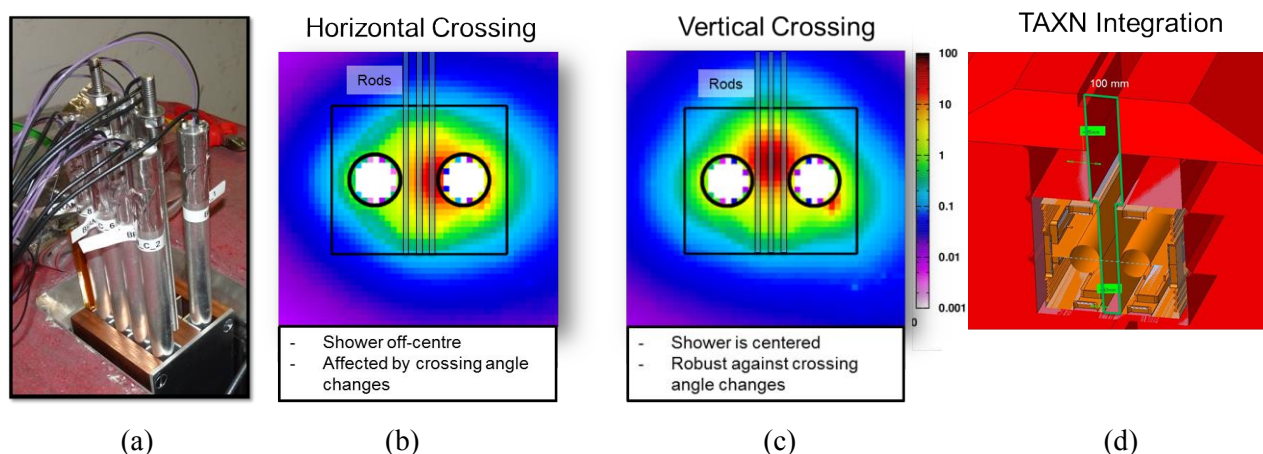 Horizontal Crossing
Vertical Crossing
TAXN Integration
Rods
Rods
100
10
1
0.1
0.01
0.001
0
100 mm
- Shower off-centre
- Affected by crossing angle
changes
- Shower is centered
- Robust against crossing
angle changes
(a)
(b)
(c)
(d)